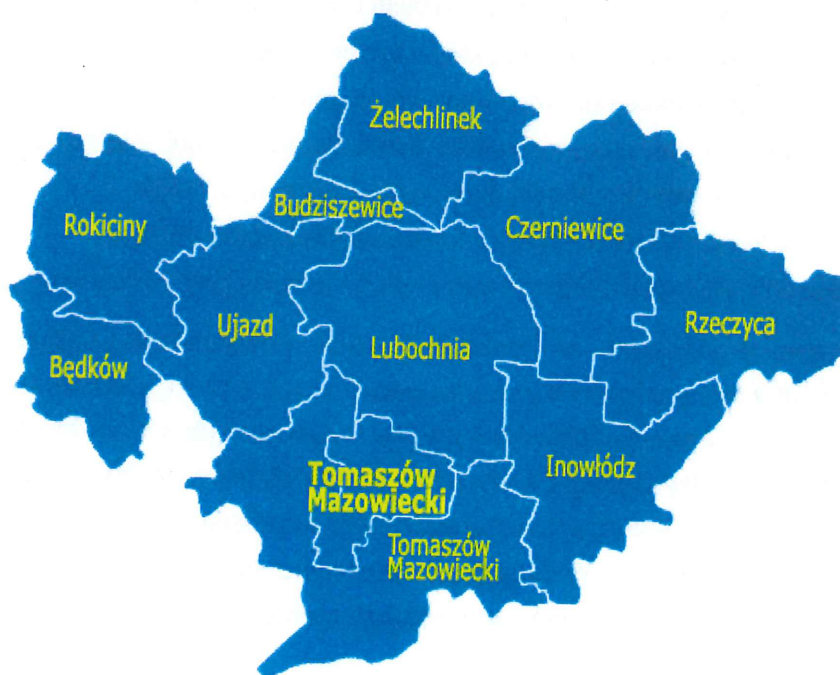 Żelechlinek
Budziszewice
Rokiciny
Czerniewice
Ujazd
Rzeczyca
Lubochnia
Będków
Inowłódz
Tomaszów
Mazowiecki
Tomaszów
Mazowiecki